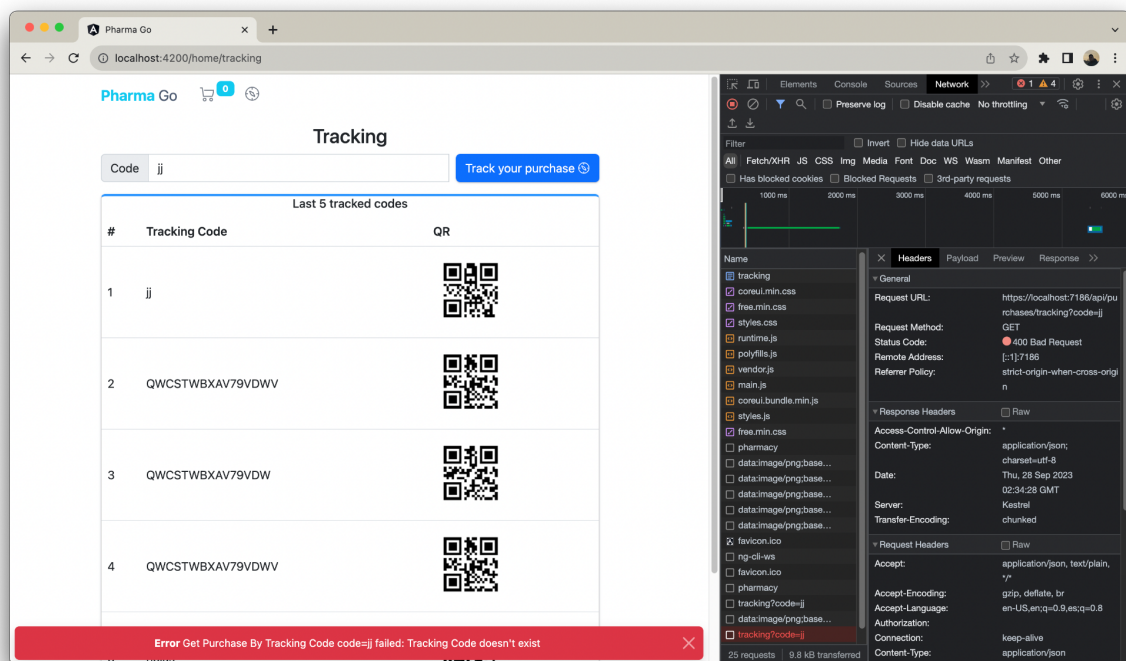 Pharma Go
localhost:4200/home/tracking
Pharma Go 0
Tracking
Code jj Track your purchase
Last 5 tracked codes
# Tracking Code QR
1 jj
2 QWCSTWBXAV79VDWV
3 QWCSTWBXAV79VDW
4 QWCSTWBXAV79VDWV
Error Get Purchase By Tracking Code code=jj failed: Tracking Code doesn't exist
Elements Console Sources Network 1 4
Preserve log Disable cache No throttling
Filter Invert Hide data URLs
All Fetch/XHR JS CSS Img Media Font Doc WS Wasm Manifest Other
Has blocked cookies Blocked Requests 3rd-party requests
1000 ms 2000 ms 3000 ms 4000 ms 5000 ms 6000 m
Name
tracking
coreui.min.css
free.min.css
styles.css
runtime.js
polyfills.js
vendor.js
main.js
coreui.bundle.min.js
styles.js
free.min.css
pharmacy
data:image/png;base...
data:image/png;base...
data:image/png;base...
data:image/png;base...
data:image/png;base...
favicon.ico
ng-cli-ws
favicon.ico
pharmacy
tracking?code=jj
data:image/png;base...
tracking?code=jj
25 requests 9.8 kB transferred
Headers Payload Preview Response
General
Request URL: https://localhost:7186/api/pu
rchases/tracking?code=jj
Request Method: GET
Status Code: 400 Bad Request
Remote Address: [::1]:7186
Referrer Policy: strict-origin-when-cross-origi
n
Response Headers Raw
Access-Control-Allow-Origin: *
Content-Type: application/json;
charset=utf-8
Date: Thu, 28 Sep 2023
02:34:28 GMT
Server: Kestrel
Transfer-Encoding: chunked
Request Headers Raw
Accept: application/json, text/plain,
*/*
Accept-Encoding: gzip, deflate, br
Accept-Language: en-US,en;q=0.9,es;q=0.8
Authorization:
Connection: keep-alive
Content-Type: application/json